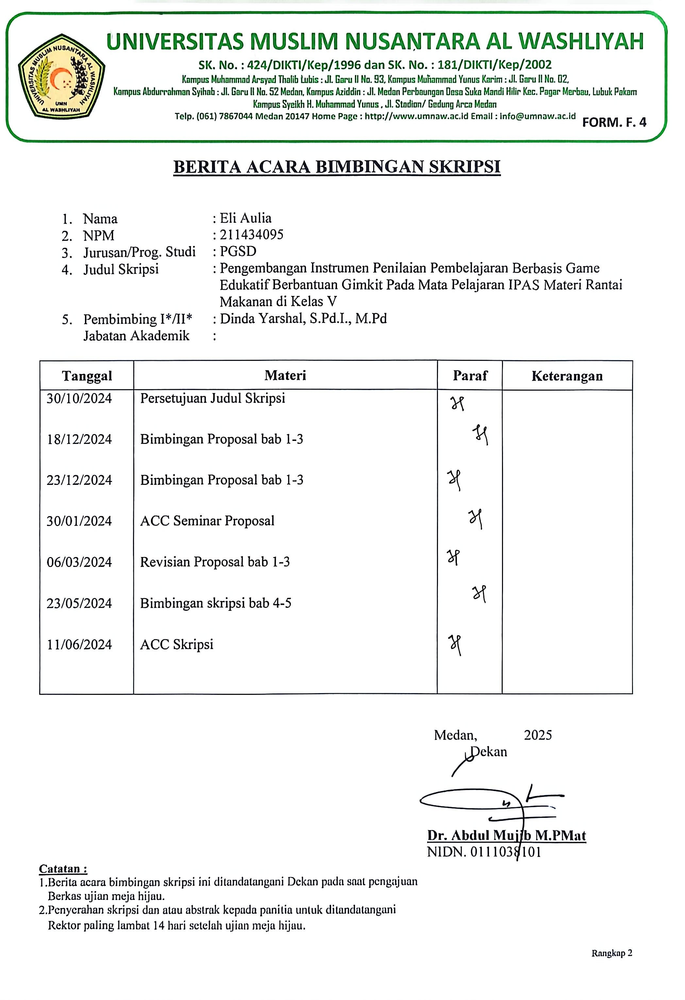 UNIVERSITAS MUSLIM NUSANTARA AL WASHLIYAH
SK. No. : 424/DIKTI/Kep/1996 dan SK. No. : 181/DIKTI/Kep/2002
Kampus Muhammad Arsyad Thalib Lubis : Jl. Garu II No. 93, Kampus Muhammad Yunus Karim : Jl. Garu II No. 02,
Kampus Abdurrahman Syihab : Jl. Garu II No. 52 Medan, Kampus Aziddin : Jl. Medan Perbaungan Desa Suka Mandi Hilir Kec. Pagar Merbau, Lubuk Pakam
Kampus Syeikh H. Muhammad Yunus , Jl. Stadion/ Gedung Arca Medan
Telp. (061) 7867044 Medan 20147 Home Page : http://www.umnaw.ac.id Email : info@umnaw.ac.id
FORM. F. 4
UNIVERSITAS MUSLIM NUSANTARA AL WASHLIYAH
UMN
AL WASHLIYAH
BERITA ACARA BIMBINGAN SKRIPSI
1. Nama : Eli Aulia
2. NPM : 211434095
3. Jurusan/Prog. Studi : PGSD
4. Judul Skripsi : Pengembangan Instrumen Penilaian Pembelajaran Berbasis Game
Edukatif Berbantuan Gimkit Pada Mata Pelajaran IPAS Materi Rantai
Makanan di Kelas V
5. Pembimbing I*/II* : Dinda Yarshal, S.Pd.I., M.Pd
Jabatan Akademik :
Tanggal Materi Paraf Keterangan
30/10/2024 Persetujuan Judul Skripsi
18/12/2024 Bimbingan Proposal bab 1-3
23/12/2024 Bimbingan Proposal bab 1-3
30/01/2024 ACC Seminar Proposal
06/03/2024 Revisian Proposal bab 1-3
23/05/2024 Bimbingan skripsi bab 4-5
11/06/2024 ACC Skripsi
Medan, 2025
Dekan
Dr. Abdul Mujib M.PMat
NIDN. 0111038101
Catatan :
1.Berita acara bimbingan skripsi ini ditandatangani Dekan pada saat pengajuan
Berkas ujian meja hijau.
2.Penyerahan skripsi dan atau abstrak kepada panitia untuk ditandatangani
Rektor paling lambat 14 hari setelah ujian meja hijau.
Rangkap 2